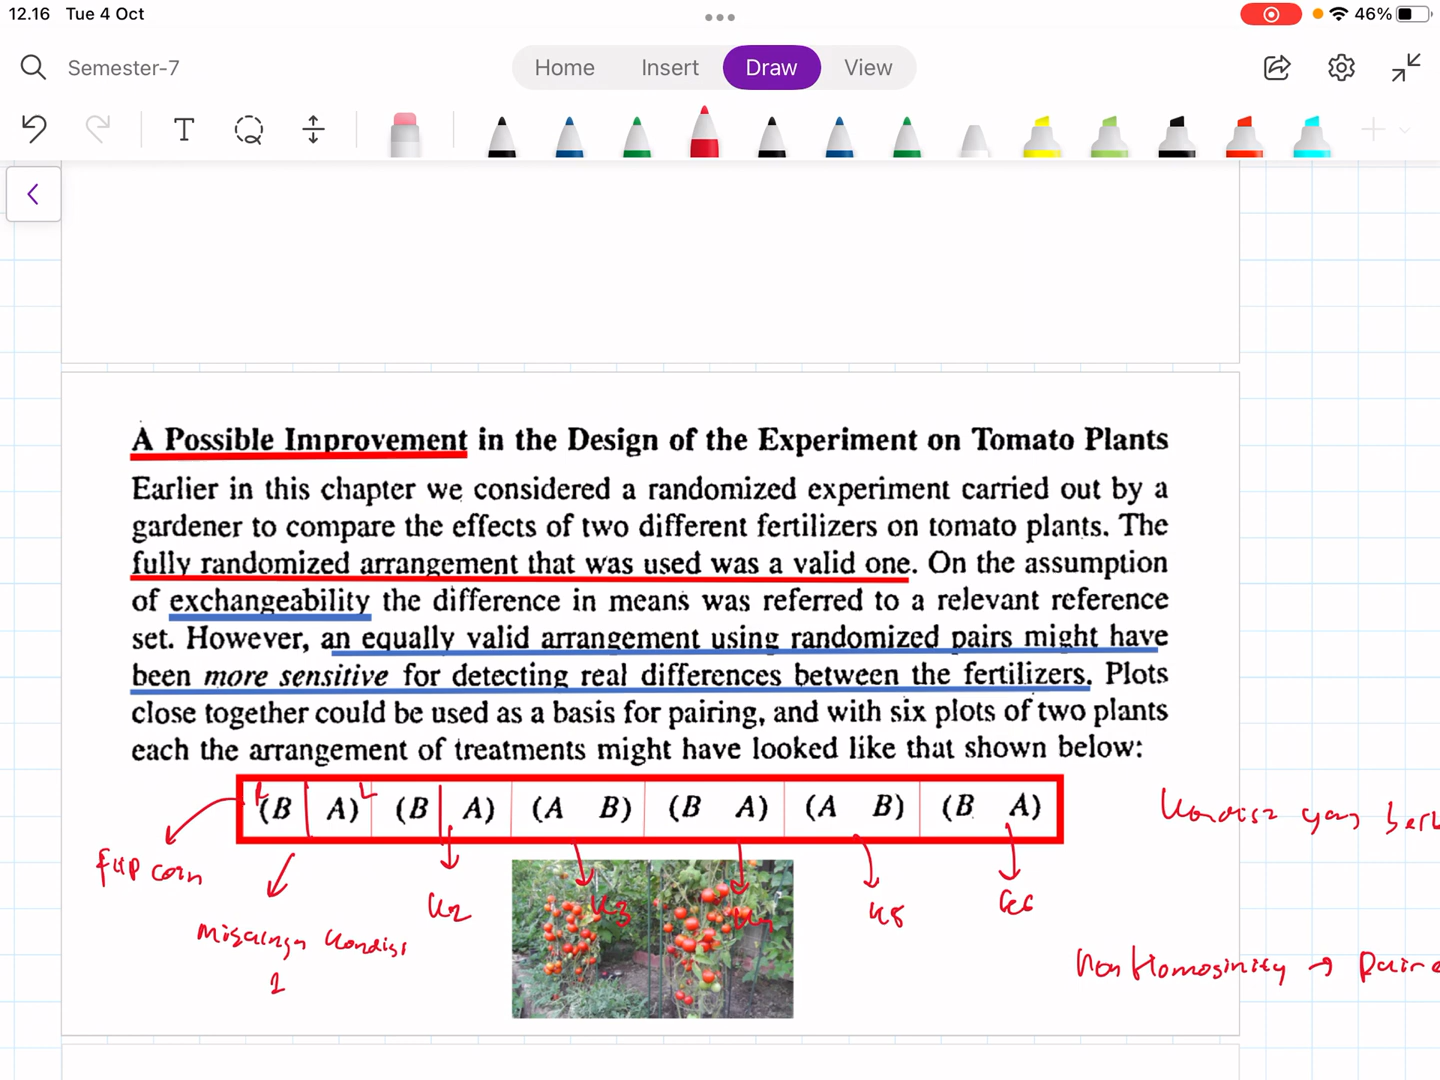 12.16 Tue 4 Oct
46%
Semester-7
Home Insert Draw View
T
A Possible Improvement in the Design of the Experiment on Tomato Plants
Earlier in this chapter we considered a randomized experiment carried out by a
gardener to compare the effects of two different fertilizers on tomato plants. The
fully randomized arrangement that was used was a valid one. On the assumption
of exchangeability the difference in means was referred to a relevant reference
set. However, an equally valid arrangement using randomized pairs might have
been more sensitive for detecting real differences between the fertilizers. Plots
close together could be used as a basis for pairing, and with six plots of two plants
each the arrangement of treatments might have looked like that shown below:
(B A) (B A) (A B) (B A) (A B) (B A)
flip coin
K2
K3
K5
K6
Misalnya kondisi
1
Kondisi yang
Non Homosinity →